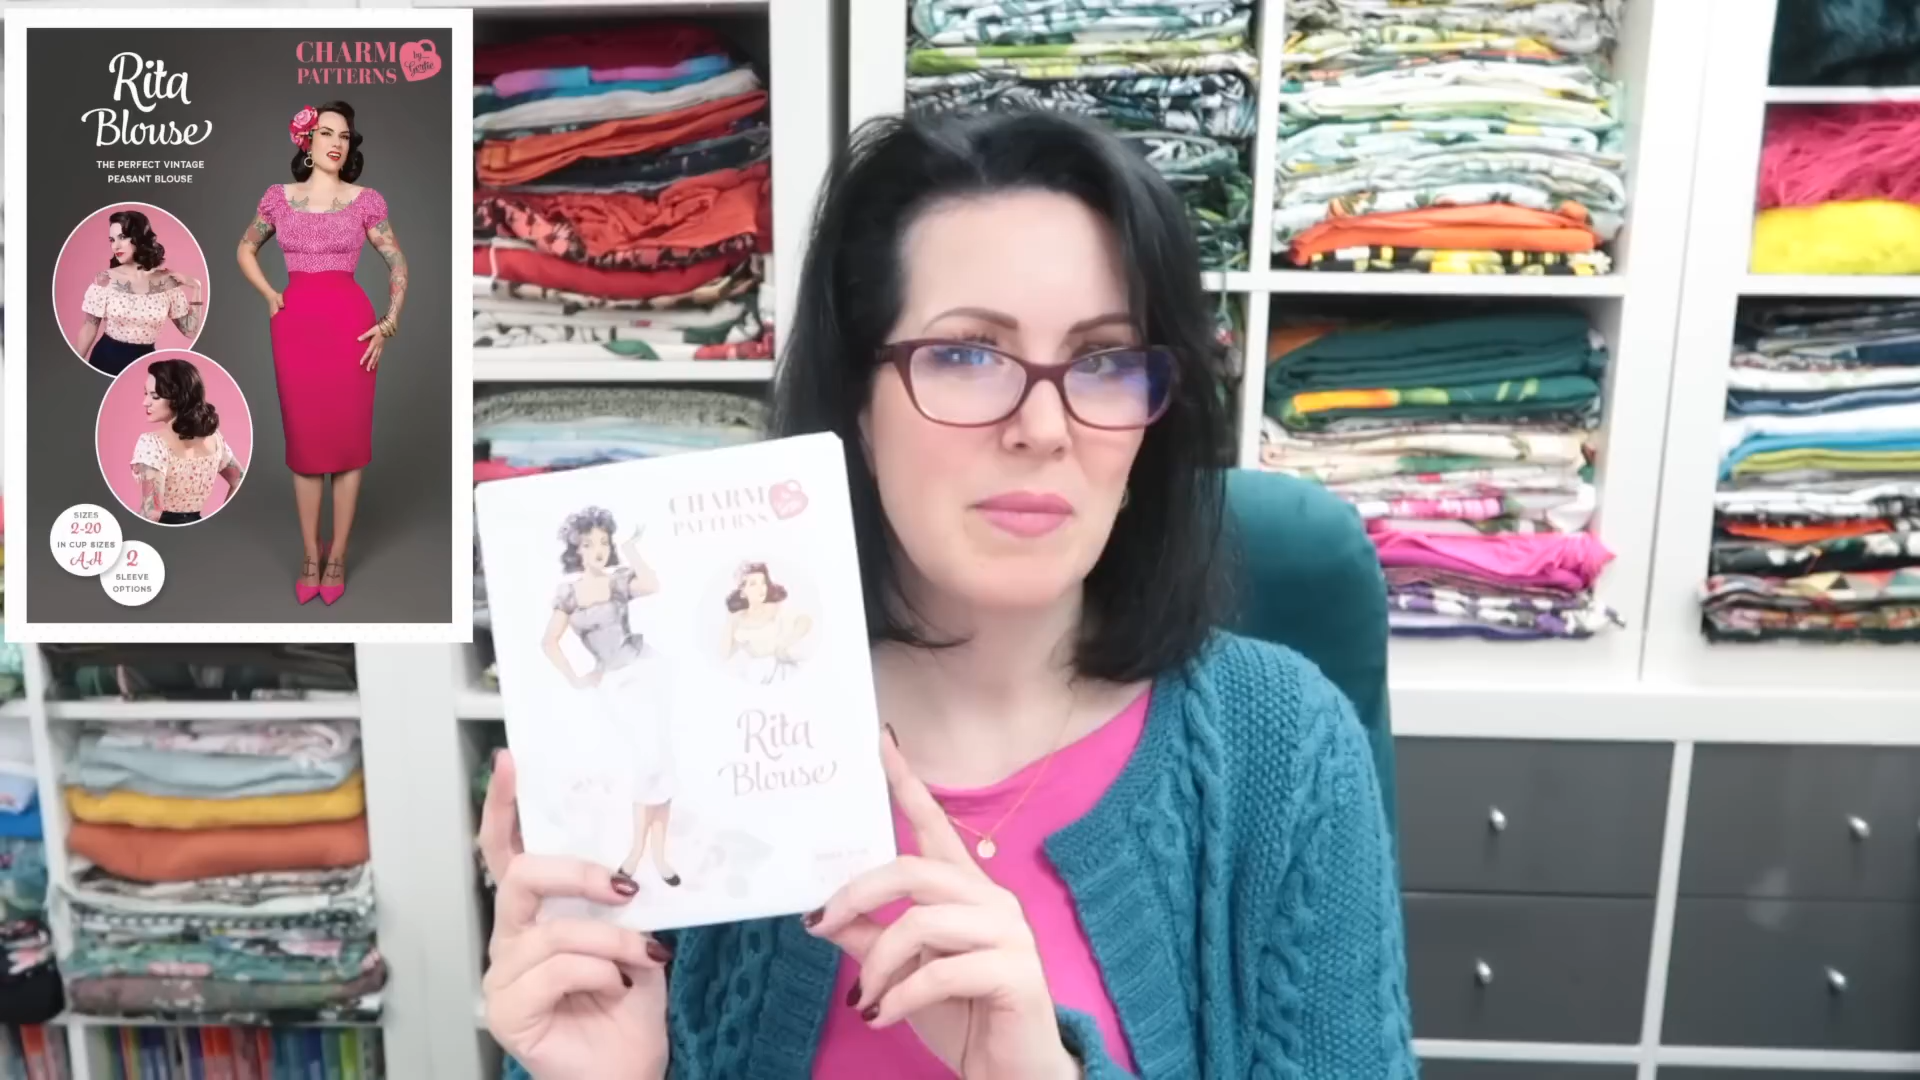 Rita
Blouse
THE PERFECT VINTAGE
PEASANT BLOUSE
CHARM
PATTERNS
by
Gertie
SIZES
2-20
IN CUP SIZES
A-H
2
SLEEVE
OPTIONS
CHARM
PATTERNS
Rita
Blouse